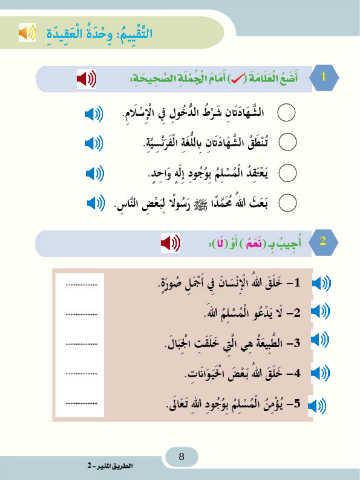 التَّقْيِيمُ: وِحْدَةُ الْعَقِيدَةِ
1 أَضَعُ الْعَلَامَةَ (✓) أَمَامَ الْجُمْلَةِ الصَّحِيحَةِ:
الشَّهَادَتَانِ شَرْطُ الدُّخُولِ فِي الْإِسْلَامِ.
تُنْطَقُ الشَّهَادَتَانِ بِاللُّغَةِ الْفَرَنْسِيَّةِ.
يَعْتَقِدُ الْمُسْلِمُ بِوُجُودِ إِلَهٍ وَاحِدٍ.
بَعَثَ اللهُ مُحَمَّدًا ﷺ رَسُولًا لِبَعْضِ النَّاسِ.
2 أُجِيبُ بِـ (نَعَمْ) أَوْ (لَا):
1- خَلَقَ اللهُ الْإِنْسَانَ فِي أَجْمَلِ صُورَةٍ. ............
2- لَا يَدْعُو الْمُسْلِمُ اللهَ. ............
3- الطَّبِيعَةُ هِيَ الَّتِي خَلَقَتِ الْجِبَالَ. ............
4- خَلَقَ اللهُ بَعْضَ الْحَيَوَانَاتِ. ............
5- يُؤْمِنُ الْمُسْلِمُ بِوُجُودِ اللهِ تَعَالَى. ............
8
الطريق المنير - 2